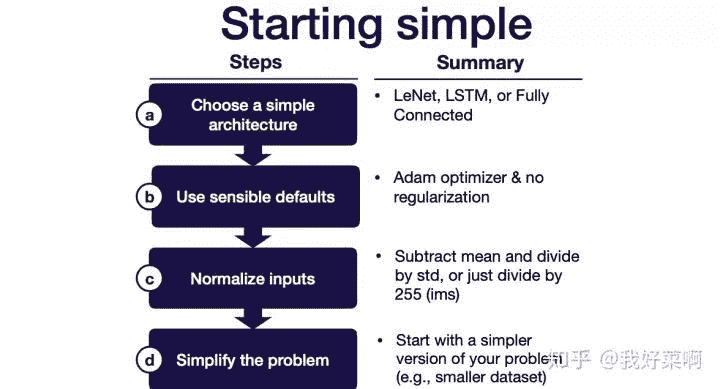 Starting simple
Steps
Summary
a
Choose a simple
architecture
• LeNet, LSTM, or Fully
Connected
b
Use sensible defaults
• Adam optimizer & no
regularization
c
Normalize inputs
• Subtract mean and divide
by std, or just divide by
255 (ims)
d
Simplify the problem
• Start with a simpler
version of your problem
(e.g., smaller dataset)
知乎 @我好菜啊